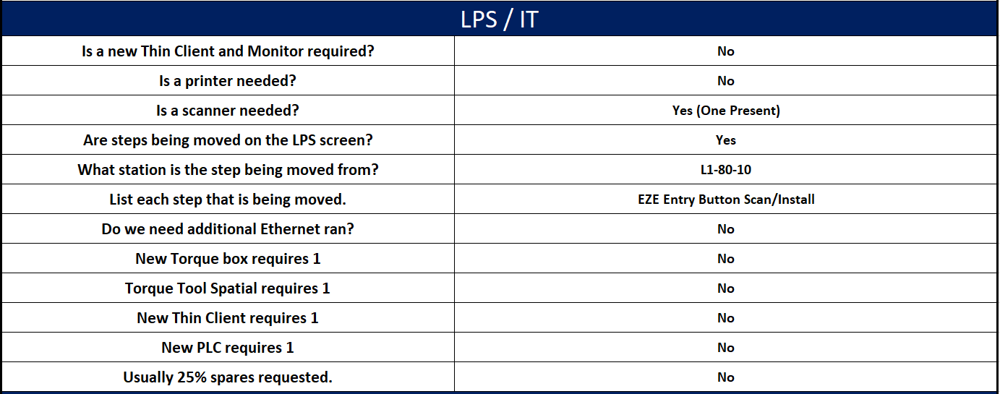 LPS / IT
Is a new Thin Client and Monitor required? No
Is a printer needed? No
Is a scanner needed? Yes (One Present)
Are steps being moved on the LPS screen? Yes
What station is the step being moved from? L1-80-10
List each step that is being moved. EZE Entry Button Scan/Install
Do we need additional Ethernet ran? No
New Torque box requires 1 No
Torque Tool Spatial requires 1 No
New Thin Client requires 1 No
New PLC requires 1 No
Usually 25% spares requested. No